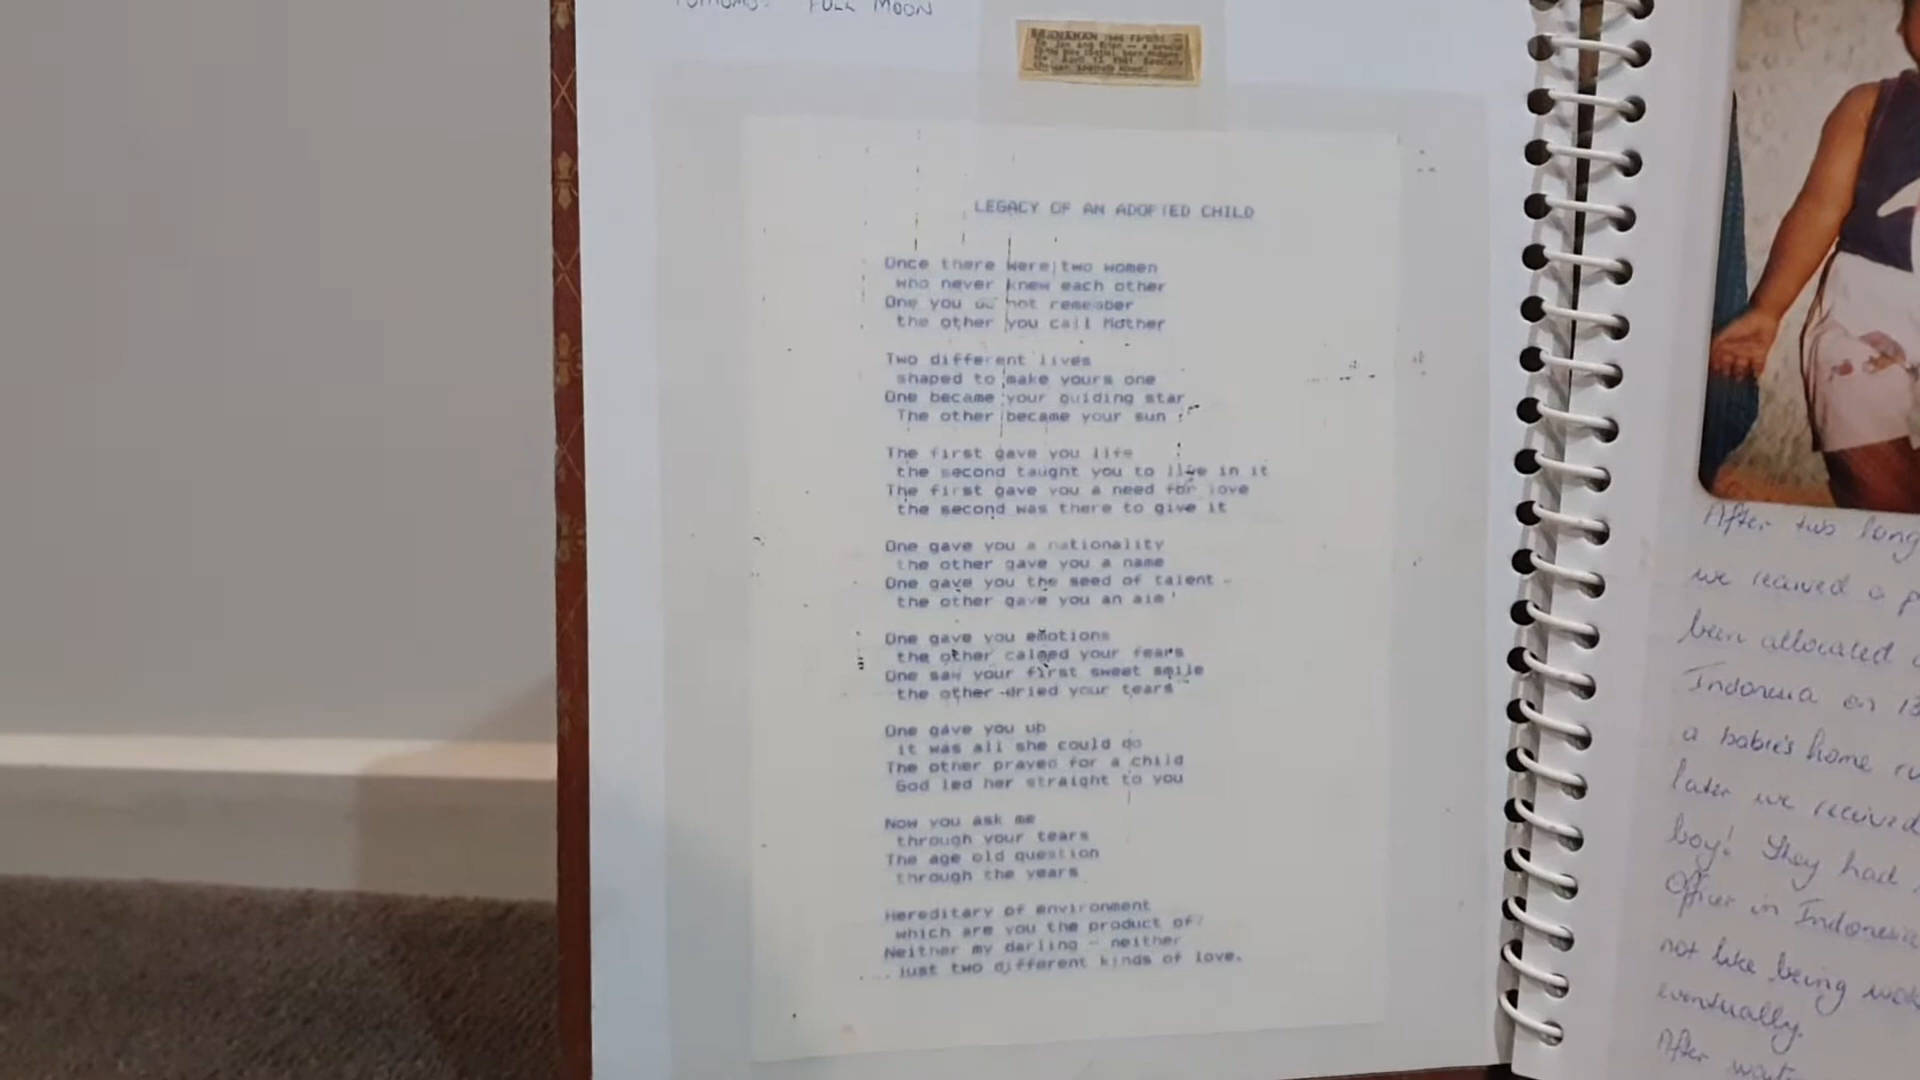 FULL MOON
LEGACY OF AN ADOPTED CHILD
Once there were two women
who never knew each other
One you do not remember
the other you call Mother
Two different lives
shaped to make yours one
One became your guiding star
The other became your sun
The first gave you life
the second taught you to live in it
The first gave you a need for love
the second was there to give it
One gave you a nationality
the other gave you a name
One gave you the seed of talent
the other gave you an aim
One gave you emotions
the other calmed your fears
One saw your first sweet smile
the other dried your tears
One gave you up
it was all she could do
The other prayed for a child
God led her straight to you
Now you ask me
through your tears
The age old question
through the years
Hereditary of environment
which are you the product of
Neither my darling - neither
just two different kinds of love.
After two long
we received a
been allocated
Indonesia on 13
a babie's home
later we received
boy! They had
Officer in Indonesia
not like being
eventually.
After